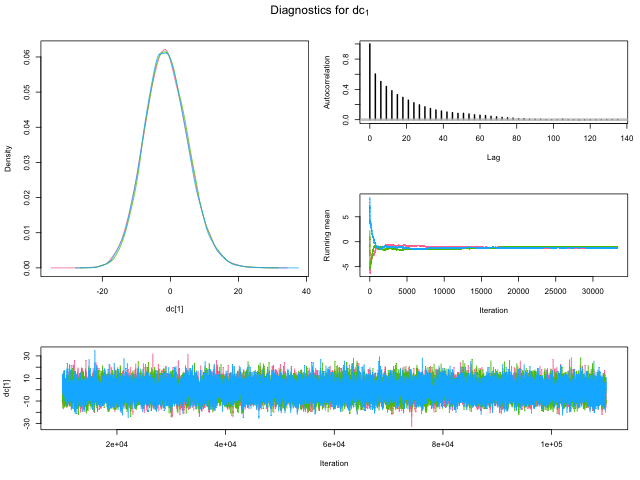 Diagnostics for dc1
Density
0.00 0.01 0.02 0.03 0.04 0.05 0.06
-20 0 20 40
dc[1]
Autocorrelation
0.0 0.4 0.8
0 20 40 60 80 100 120 140
Lag
Running mean
-5 0 5
0 5000 10000 15000 20000 25000 30000
Iteration
dc[1]
-30 -10 10 30
2e+04 4e+04 6e+04 8e+04 1e+05
Iteration